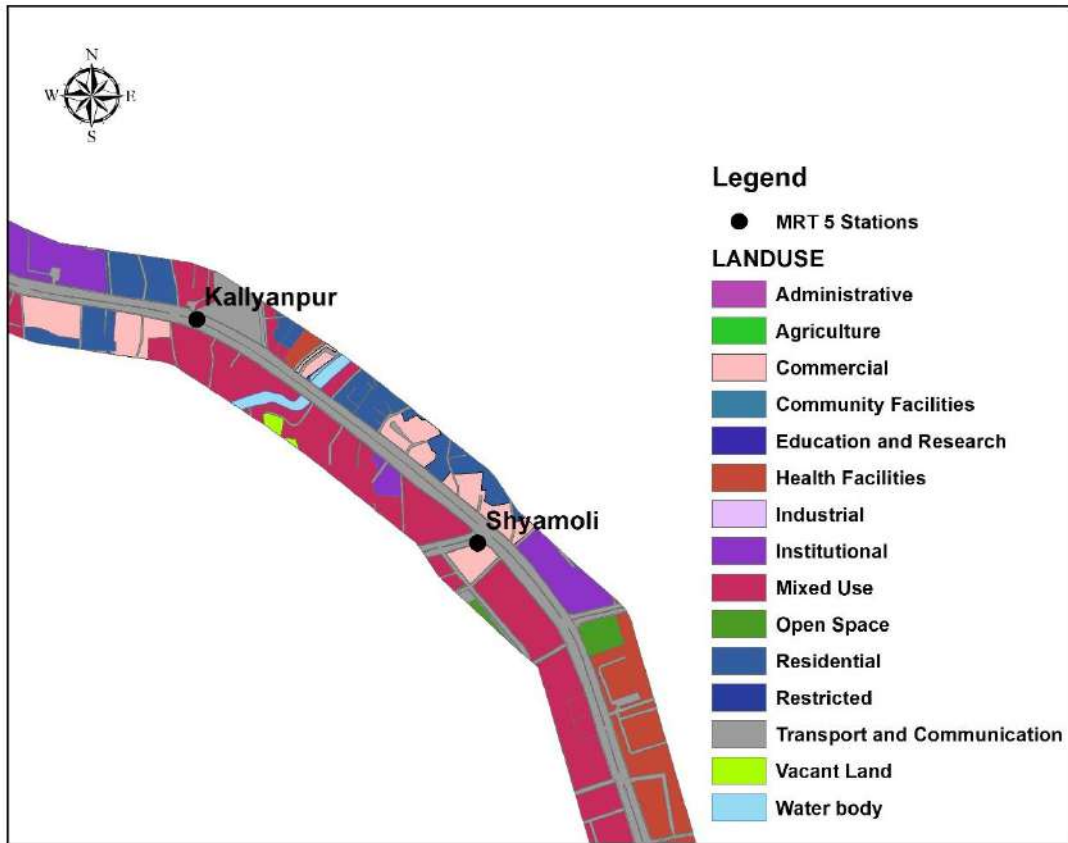 N
W E
S
Legend
MRT 5 Stations
LANDUSE
Administrative
Agriculture
Commercial
Community Facilities
Education and Research
Health Facilities
Industrial
Institutional
Mixed Use
Open Space
Residential
Restricted
Transport and Communication
Vacant Land
Water body
Kallyanpur
Shyamoli